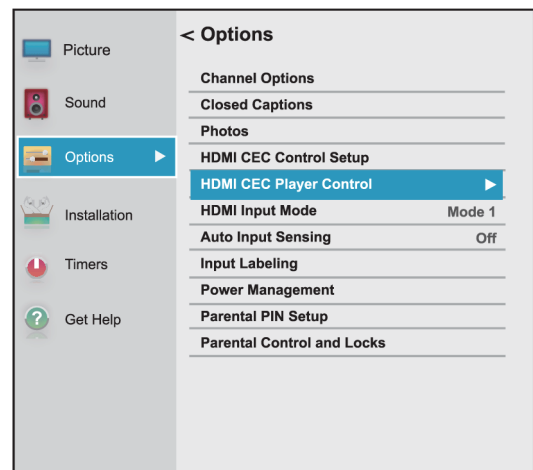 Picture
Sound
Options
Installation
Timers
Get Help
< Options
Channel Options
Closed Captions
Photos
HDMI CEC Control Setup
HDMI CEC Player Control
HDMI Input Mode Mode 1
Auto Input Sensing Off
Input Labeling
Power Management
Parental PIN Setup
Parental Control and Locks